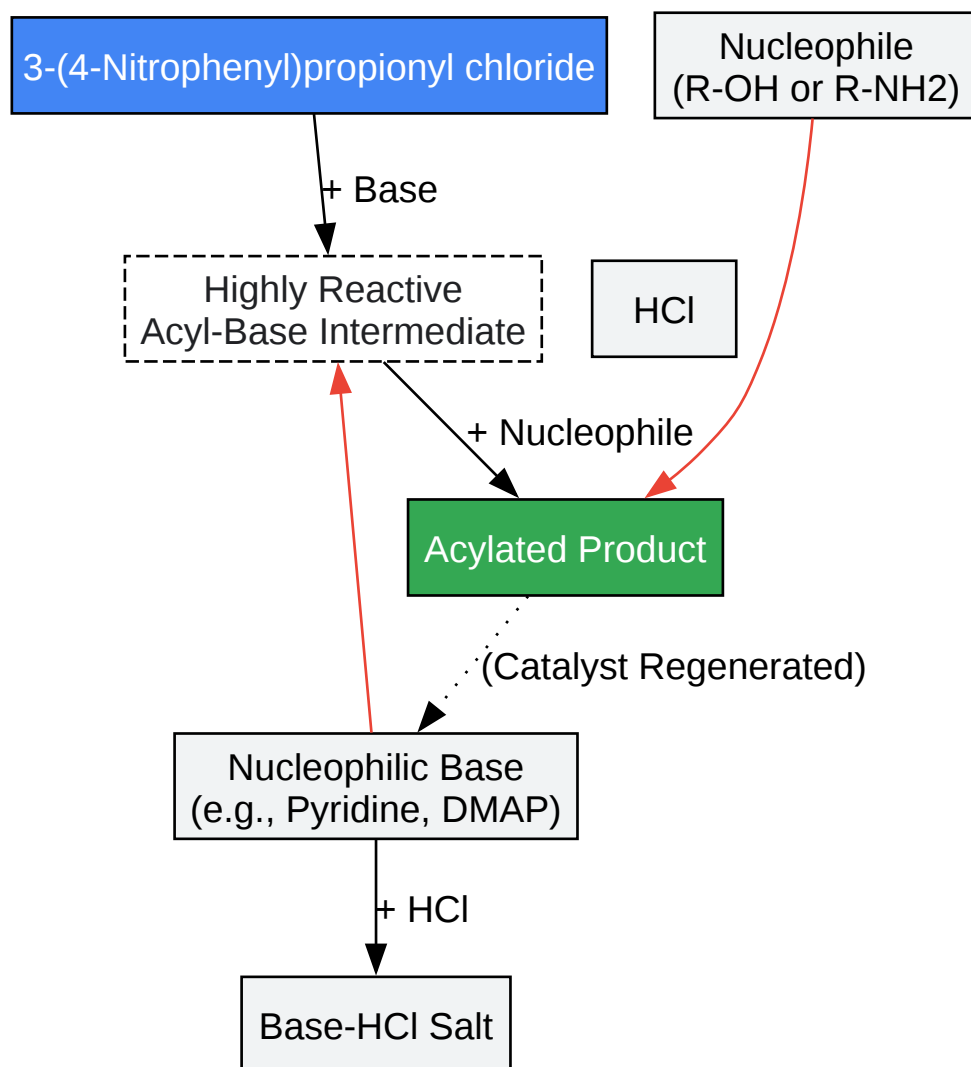 3-(4-Nitrophenyl)propionyl chloride
Nucleophile
(R-OH or R-NH2)
+ Base
Highly Reactive
Acyl-Base Intermediate
HCl
+ Nucleophile
Acylated Product
(Catalyst Regenerated)
Nucleophilic Base
(e.g., Pyridine, DMAP)
+ HCl
Base-HCl Salt